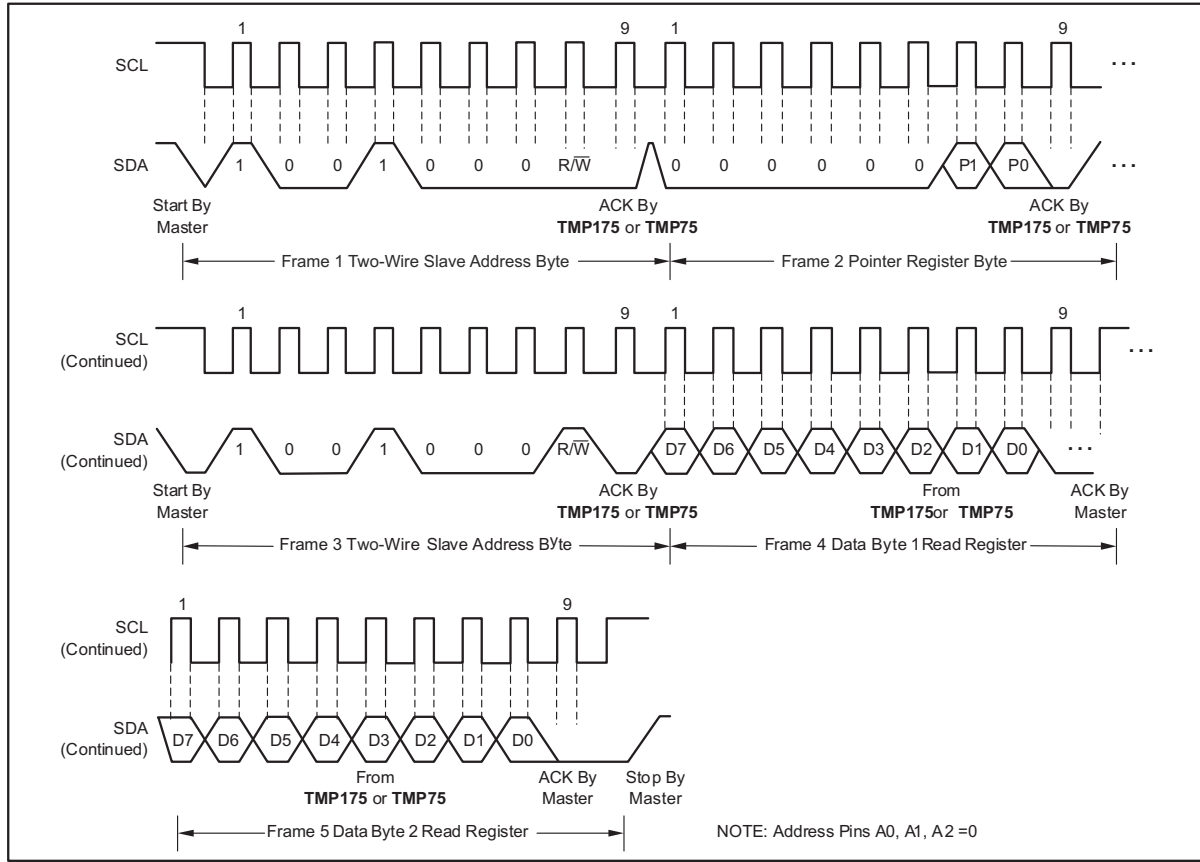 1 9 1 9
SCL ...
SDA 1 0 0 1 0 0 0 R/W̅ 0 0 0 0 0 0 P1 P0 ...
Start By Master
ACK By TMP175 or TMP75
ACK By TMP175 or TMP75
Frame 1 Two-Wire Slave Address Byte
Frame 2 Pointer Register Byte
1 9 1 9
SCL (Continued) ...
SDA (Continued) 1 0 0 1 0 0 0 R/W̅ D7 D6 D5 D4 D3 D2 D1 D0 ...
Start By Master
ACK By TMP175 or TMP75
From TMP175or TMP75
ACK By Master
Frame 3 Two-Wire Slave Address Byte
Frame 4 Data Byte 1 Read Register
1 9
SCL (Continued)
SDA (Continued) D7 D6 D5 D4 D3 D2 D1 D0
From TMP175 or TMP75
ACK By Master
Stop By Master
Frame 5 Data Byte 2 Read Register
NOTE: Address Pins A0, A1, A2 =0